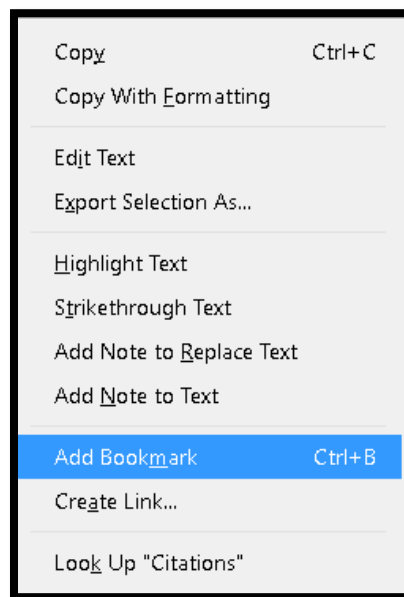 Copy Ctrl+C
Copy With Formatting
Edit Text
Export Selection As...
Highlight Text
Strikethrough Text
Add Note to Replace Text
Add Note to Text
Add Bookmark Ctrl+B
Create Link...
Look Up "Citations"